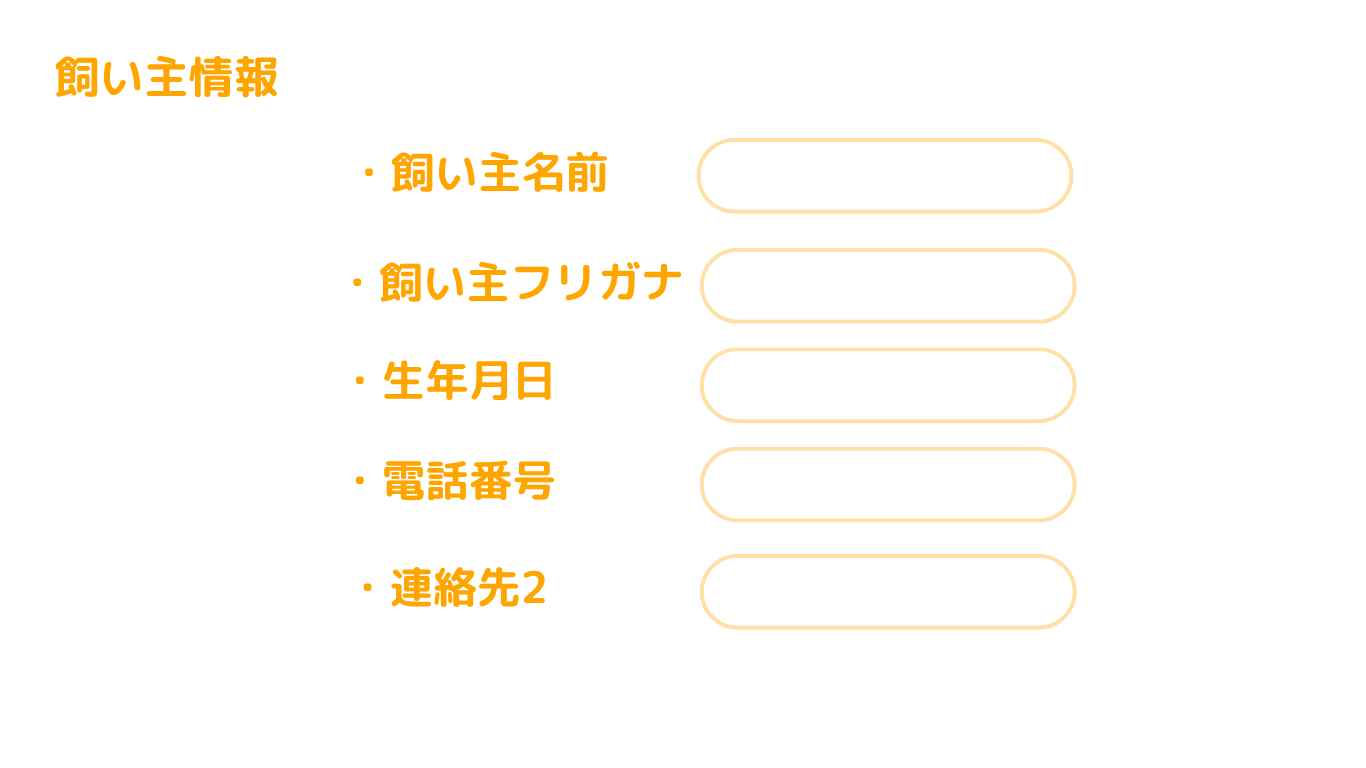 飼い主情報
・飼い主名前
・飼い主フリガナ
・生年月日
・電話番号
・連絡先2